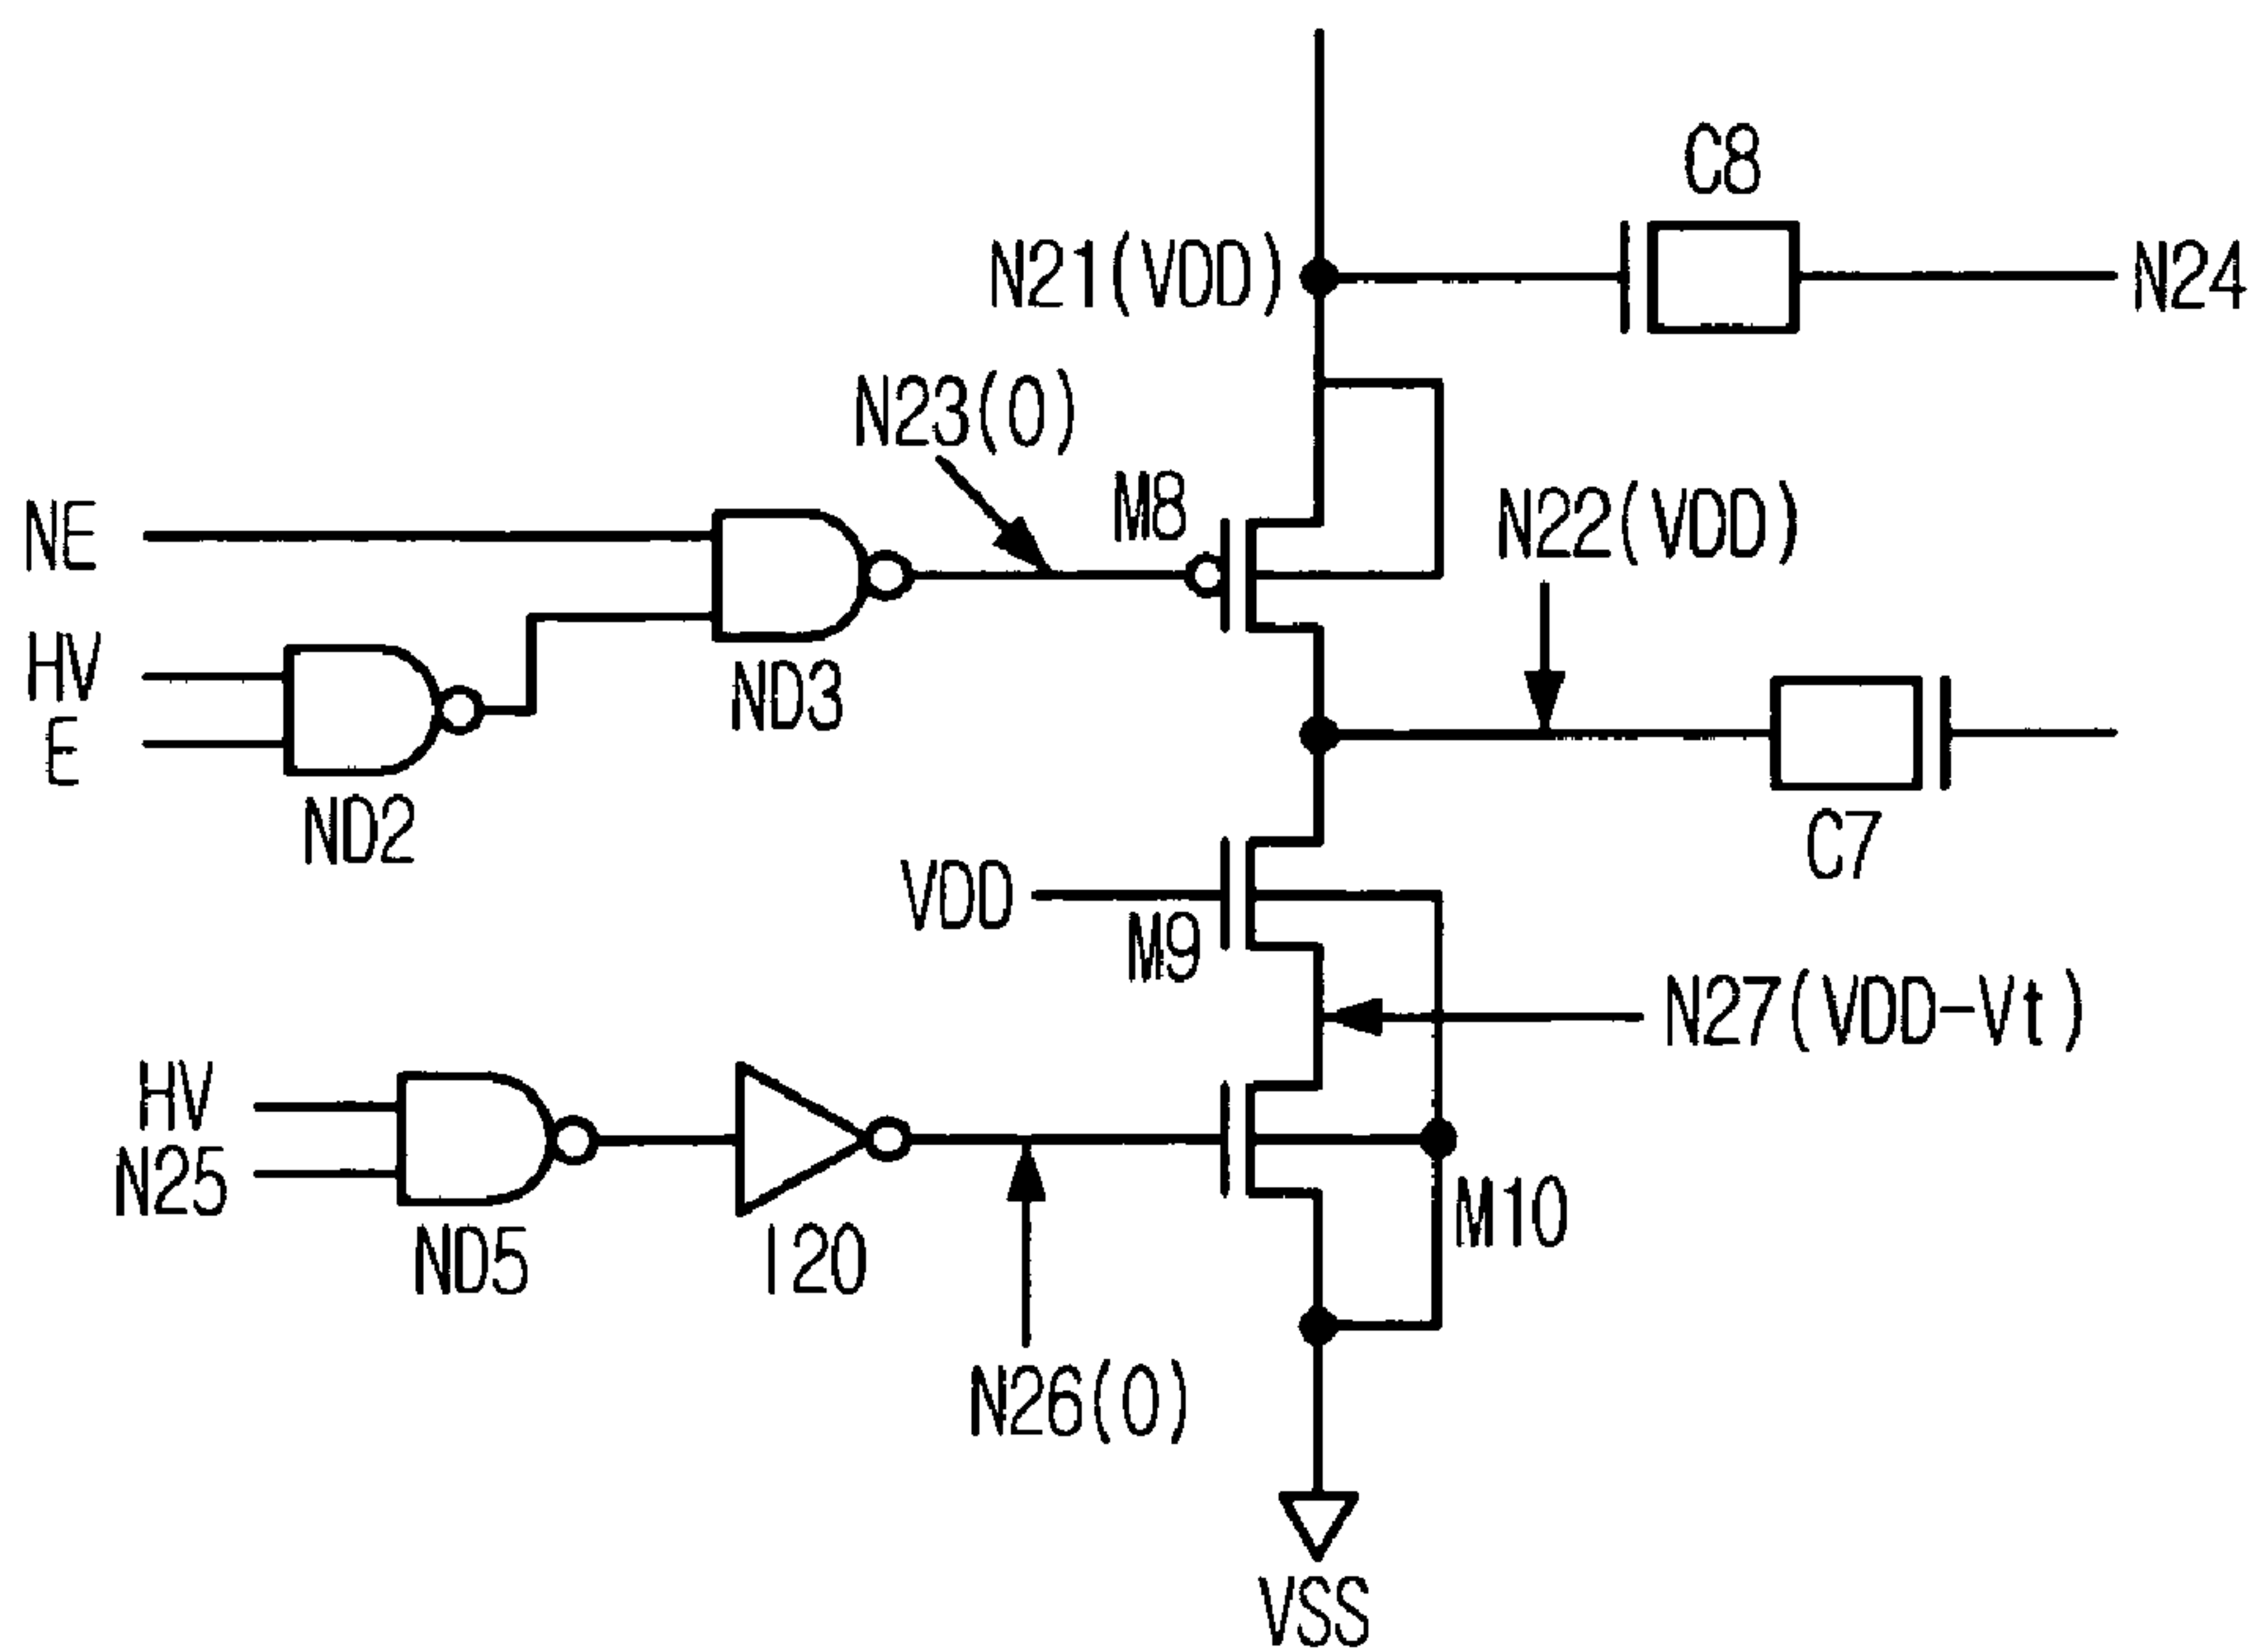 C8
N21(VDD)
N24
N23(0)
M8
NE
N22(VDD)
HV
ND3
E
ND2
C7
VDD
M9
N27(VDD-Vt)
HV
N25
M10
ND5
I20
N26(0)
VSS